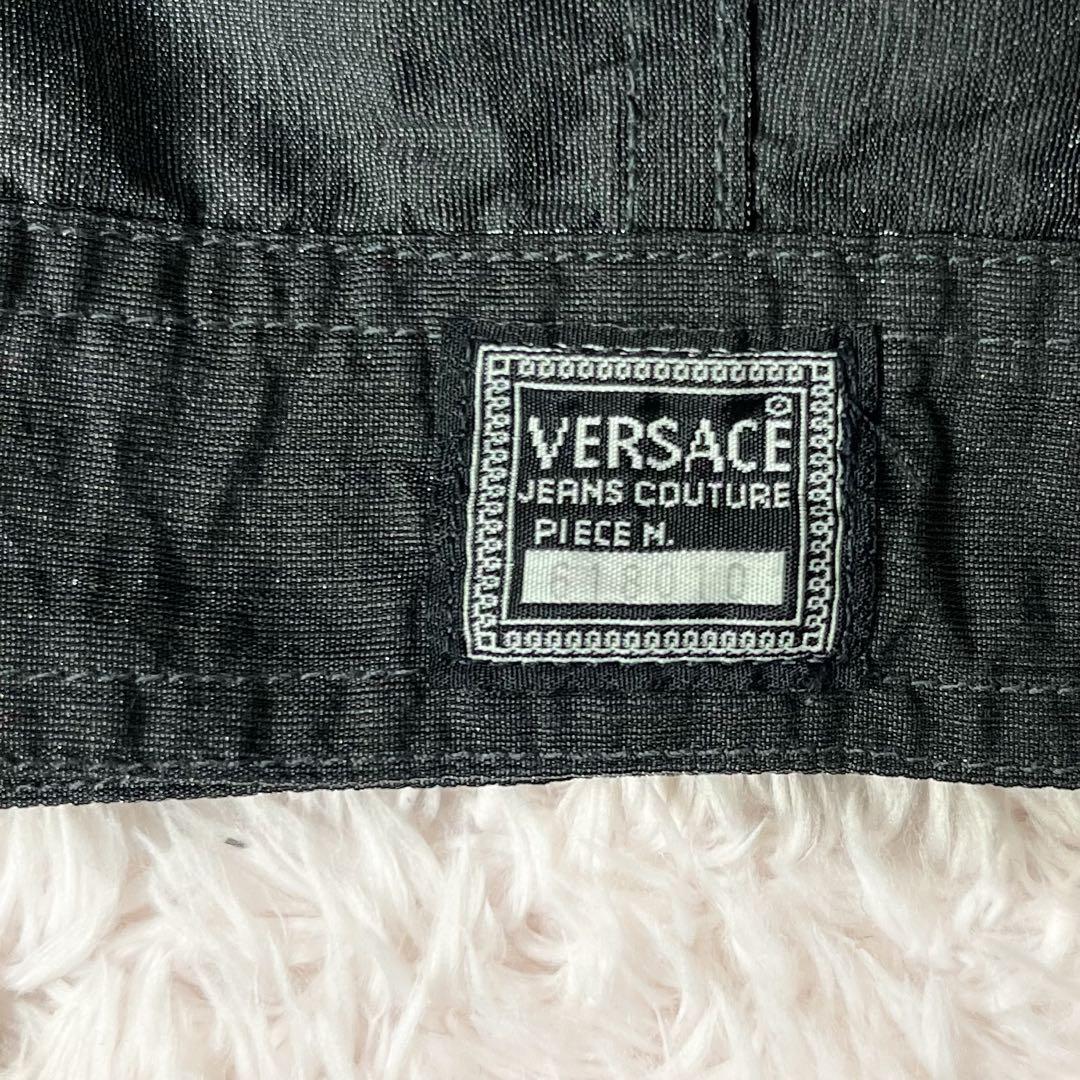 VERSACE
JEANS COUTURE
PIECE N.